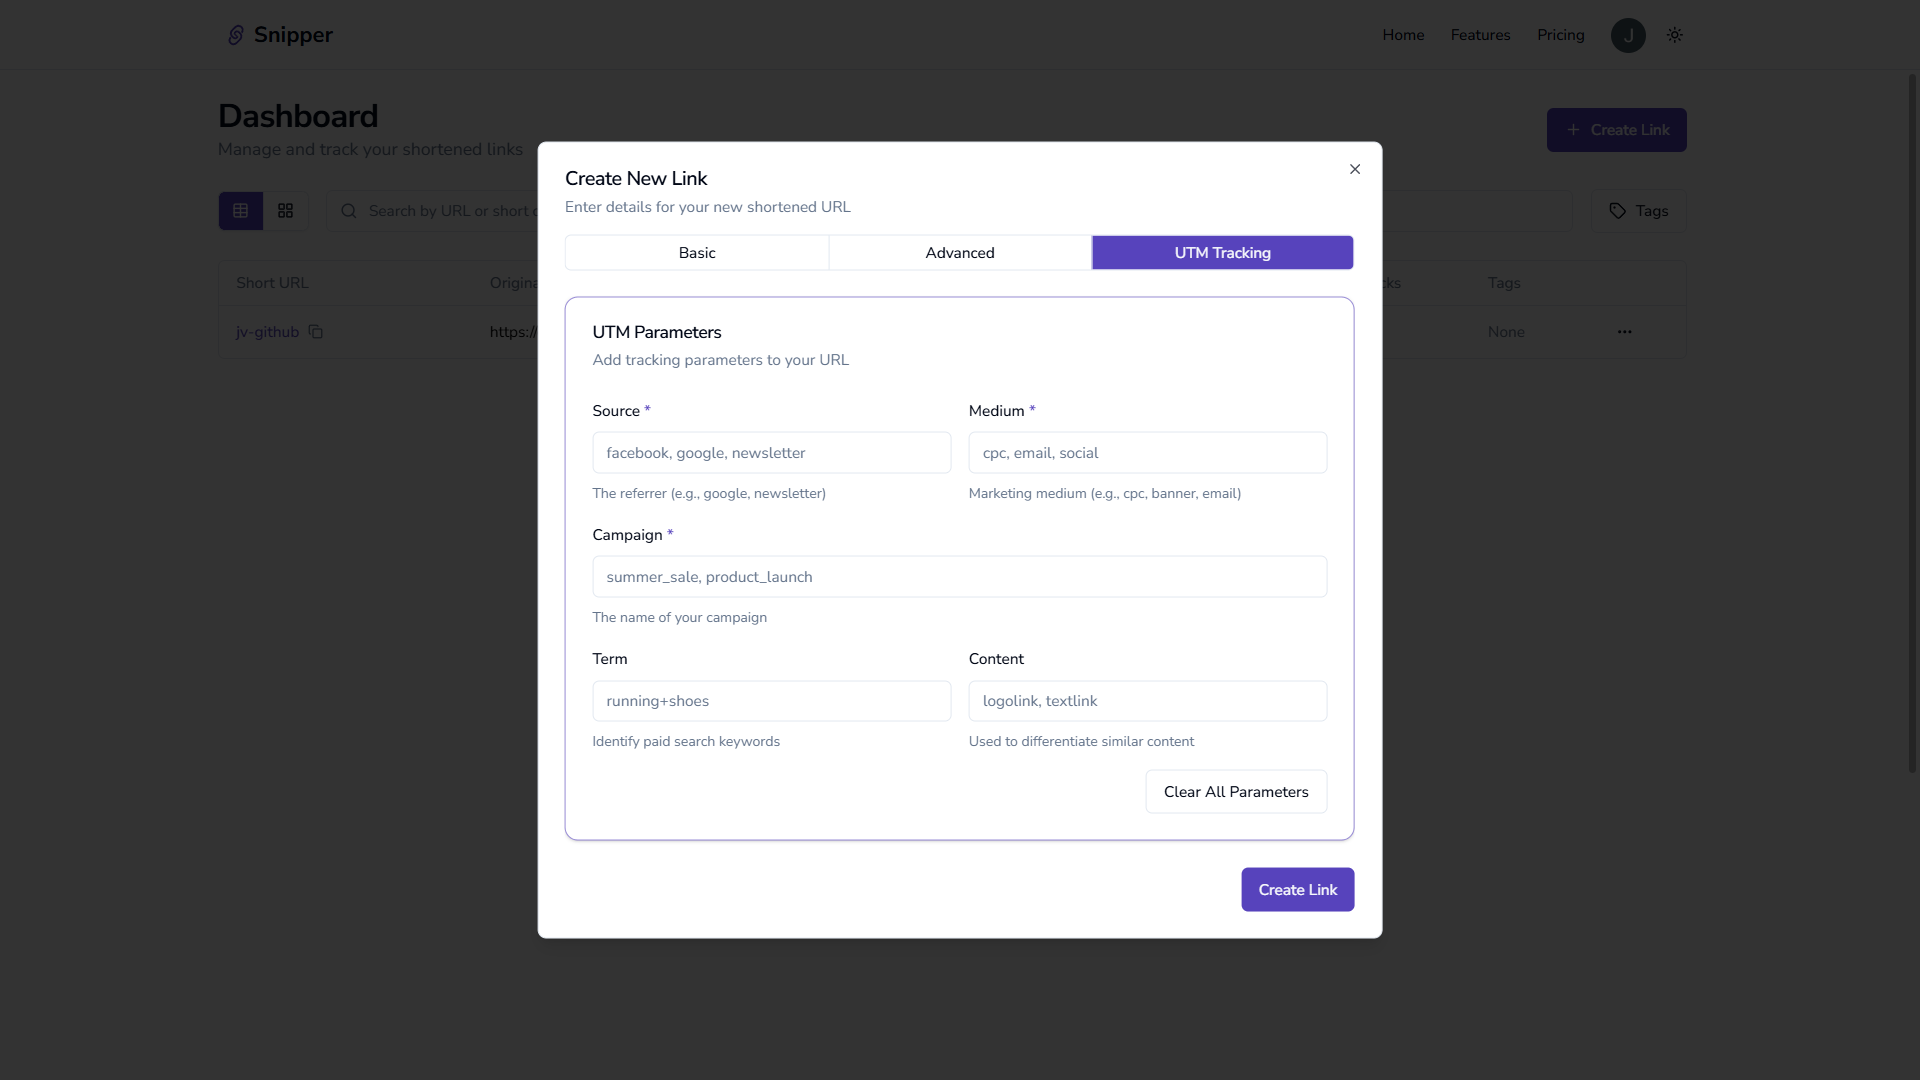 Snipper
Home
Features
Pricing
J
Dashboard
Manage and track your shortened links
Create Link
Search by URL or short
Tags
Short URL
Tags
jv-github
https://
None
Create New Link
Enter details for your new shortened URL
Basic
Advanced
UTM Tracking
UTM Parameters
Add tracking parameters to your URL
Source *
Medium *
facebook, google, newsletter
cpc, email, social
The referrer (e.g., google, newsletter)
Marketing medium (e.g., cpc, banner, email)
Campaign *
summer_sale, product_launch
The name of your campaign
Term
Content
running+shoes
logolink, textlink
Identify paid search keywords
Used to differentiate similar content
Clear All Parameters
Create Link